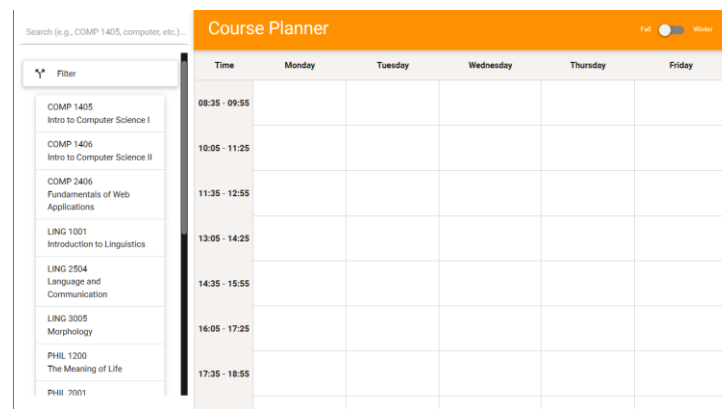 Search (e.g., COMP 1405, computer, etc.)...
Filter
COMP 1405
Intro to Computer Science I
COMP 1406
Intro to Computer Science II
COMP 2406
Fundamentals of Web
Applications
LING 1001
Introduction to Linguistics
LING 2504
Language and
Communication
LING 3005
Morphology
PHIL 1200
The Meaning of Life
PHIL 2001
Course Planner
Fall Winter
Time Monday Tuesday Wednesday Thursday Friday
08:35 - 09:55
10:05 - 11:25
11:35 - 12:55
13:05 - 14:25
14:35 - 15:55
16:05 - 17:25
17:35 - 18:55